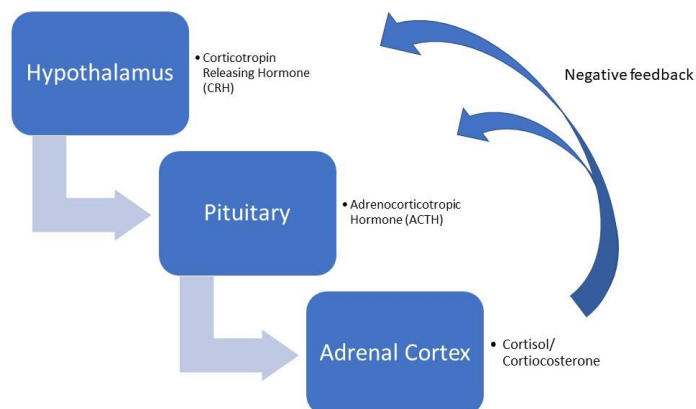 Hypothalamus
• Corticotropin
Releasing Hormone
(CRH)
Negative feedback
Pituitary
• Adrenocorticotropic
Hormone (ACTH)
Adrenal Cortex
• Cortisol/
Cortiocosterone